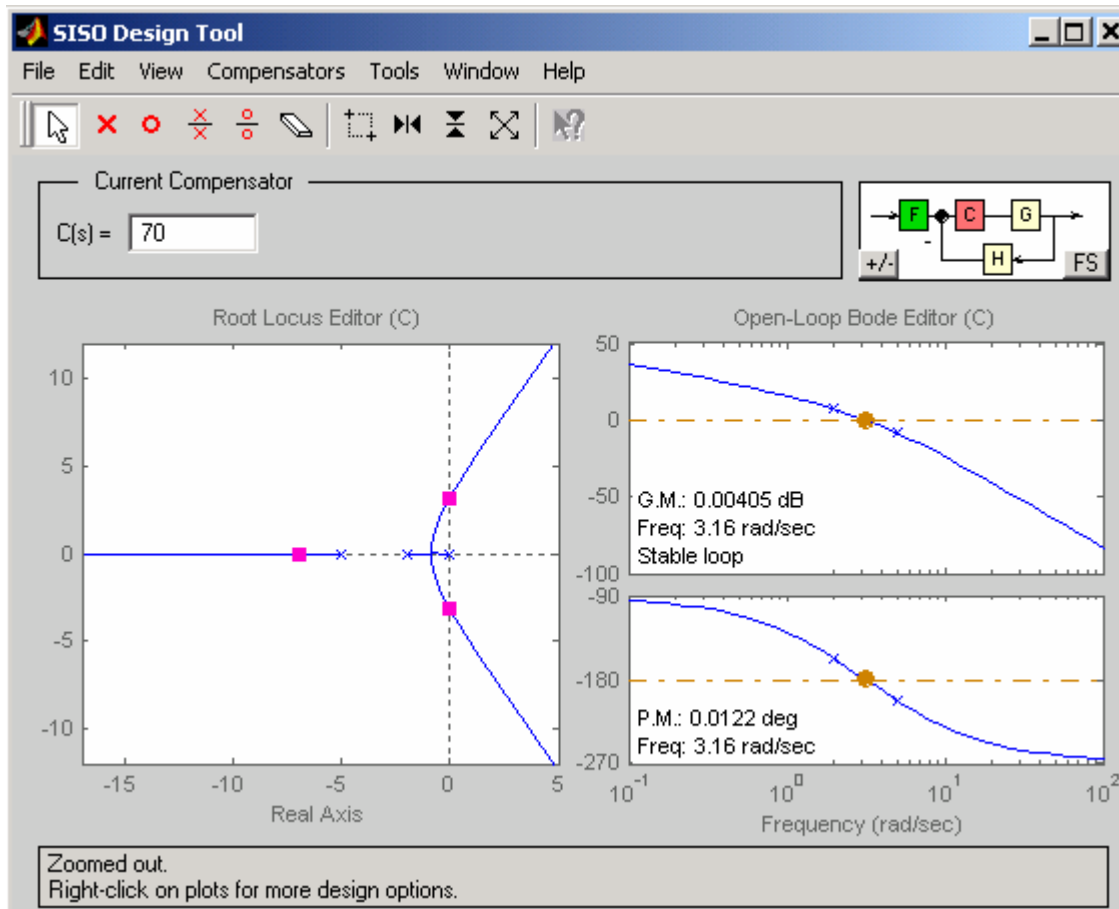 SISO Design Tool
File Edit View Compensators Tools Window Help
Current Compensator
C(s) = 70
F C G
-
H
+/- FS
Root Locus Editor (C)
10
5
0
-5
-10
-15 -10 -5 0 5
Real Axis
Open-Loop Bode Editor (C)
50
0
-50
-100
G.M.: 0.00405 dB
Freq: 3.16 rad/sec
Stable loop
-90
-180
-270
P.M.: 0.0122 deg
Freq: 3.16 rad/sec
10^-1 10^0 10^1 10^2
Frequency (rad/sec)
Zoomed out.
Right-click on plots for more design options.